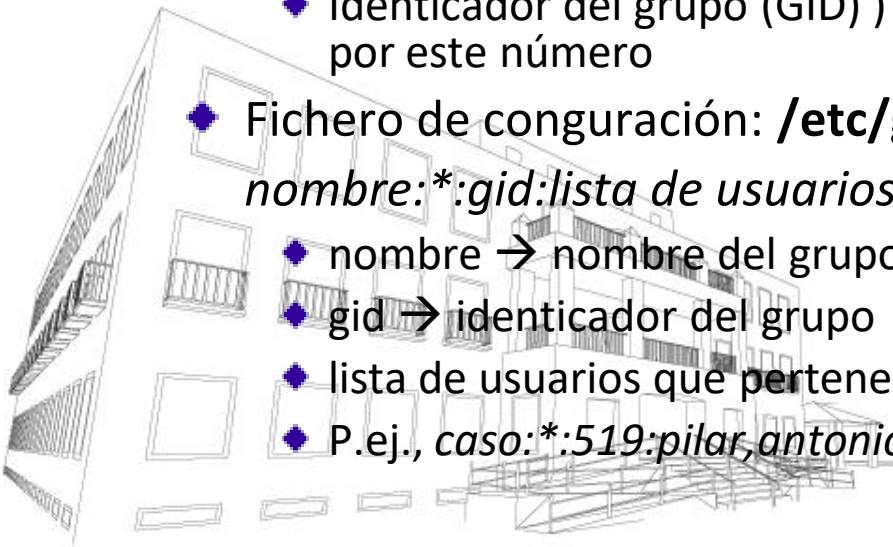 identicador del grupo (GID) )
por este número
Fichero de conguración: /etc/
nombre:*:gid:lista de usuarios
nombre → nombre del grupo
gid → identicador del grupo
lista de usuarios que pertene
P.ej., caso:*:519:pilar,antonio